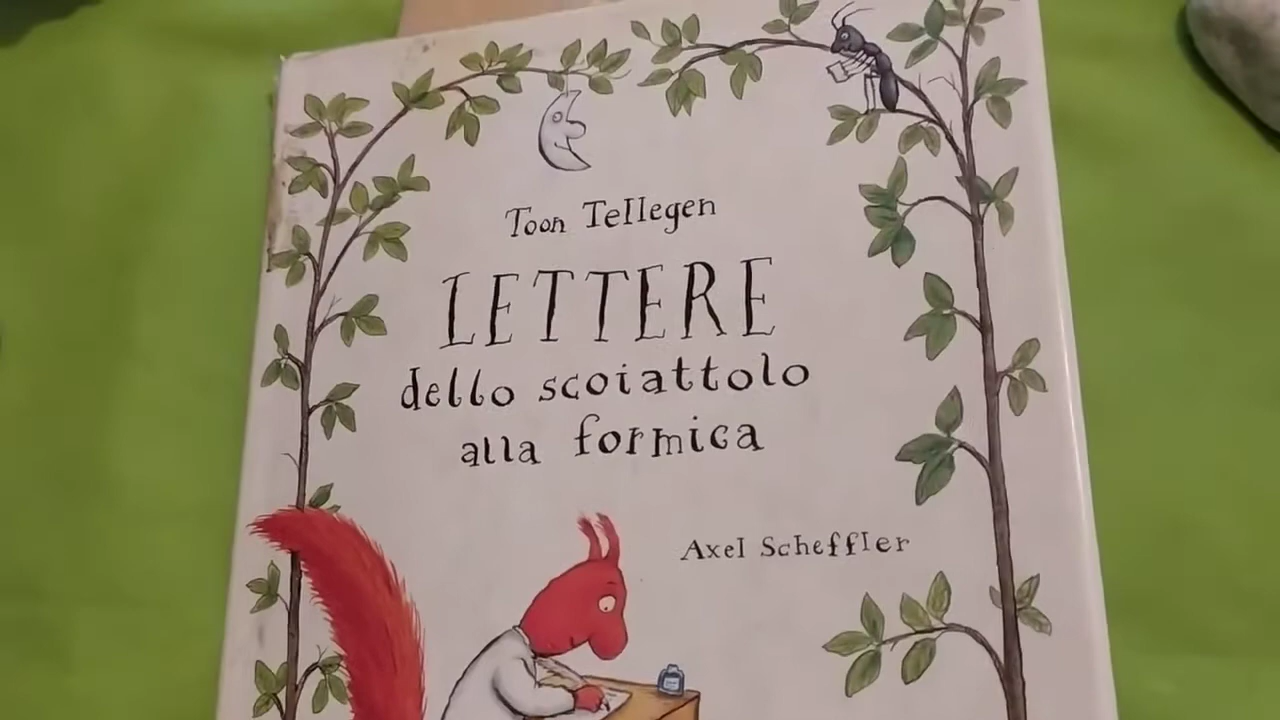 Toon Tellegen
LETTERE
dello scoiattolo
alla formica
Axel Scheffler